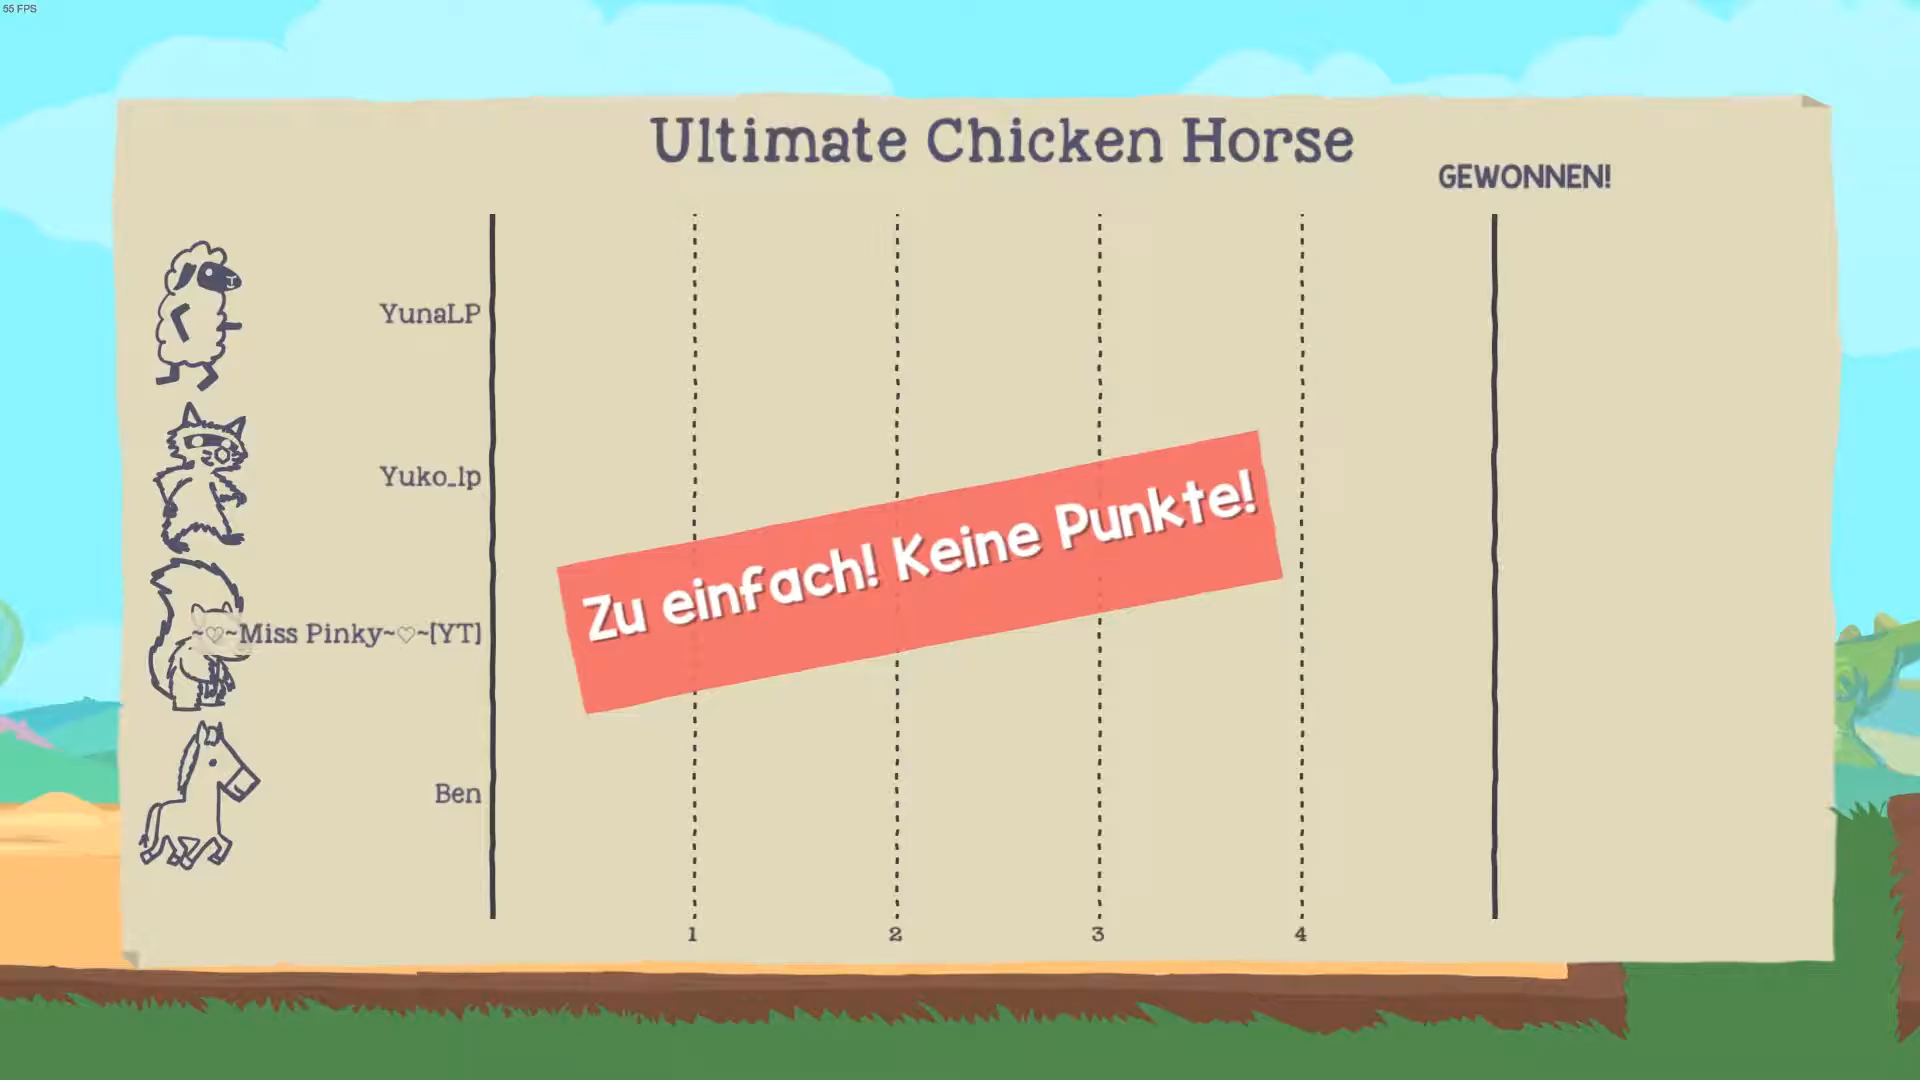 55 FPS
Ultimate Chicken Horse
GEWONNEN!
YunaLP
Yuko_lp
Zu einfach! Keine Punkte!
~♡~Miss Pinky~♡~[YT]
Ben
1 2 3 4